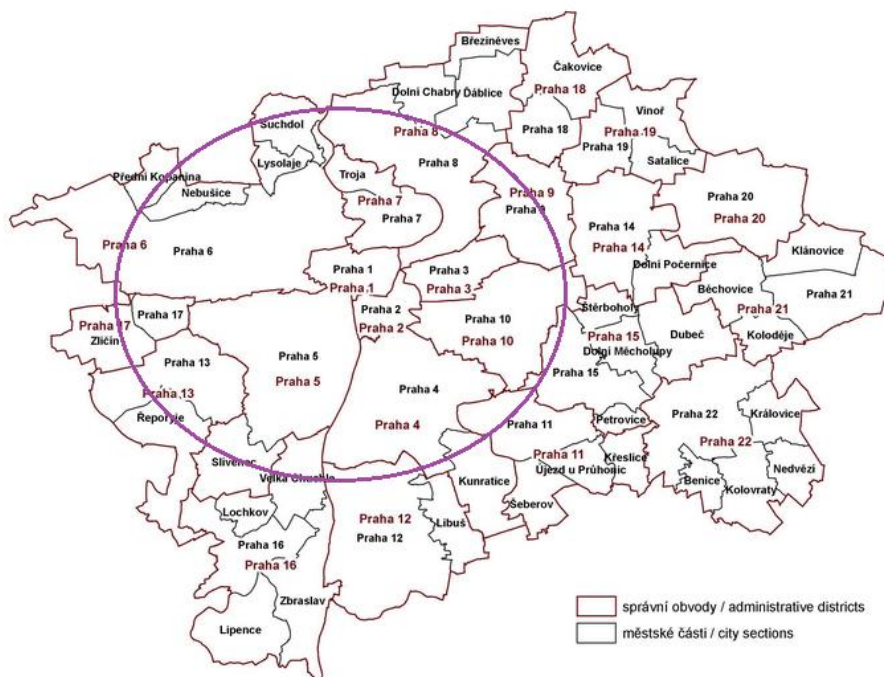 Březiněves
Čakovice
Praha 18
Dolní Chabry
Ďáblice
Vinoř
Suchdol
Praha 8
Praha 18
Praha 19
Praha 19
Lysolaje
Praha 8
Satalice
Přední Kopanina
Troja
Nebušice
Praha 9
Praha 20
Praha 7
Praha 9
Praha 7
Praha 14
Praha 20
Praha 6
Praha 6
Praha 14
Klánovice
Praha 1
Praha 3
Dolní Počernice
Praha 1
Praha 3
Běchovice
Praha 21
Štěrboholy
Praha 2
Praha 21
Praha 17
Praha 10
Praha 17
Praha 2
Praha 15
Dubeč
Koloděje
Zličín
Praha 10
Dolní Měcholupy
Praha 13
Praha 5
Praha 15
Praha 5
Praha 4
Praha 13
Řeporyje
Praha 4
Praha 11
Petrovice
Praha 22
Královice
Praha 22
Slivenec
Praha 11
Křeslice
Újezd u Průhonic
Nedvězí
Velká Chuchle
Kunratice
Benice
Kolovraty
Lochkov
Šeberov
Praha 12
Libuš
Praha 12
Praha 16
Praha 16
Zbraslav
Lipence
správní obvody / administrative districts
městské části / city sections